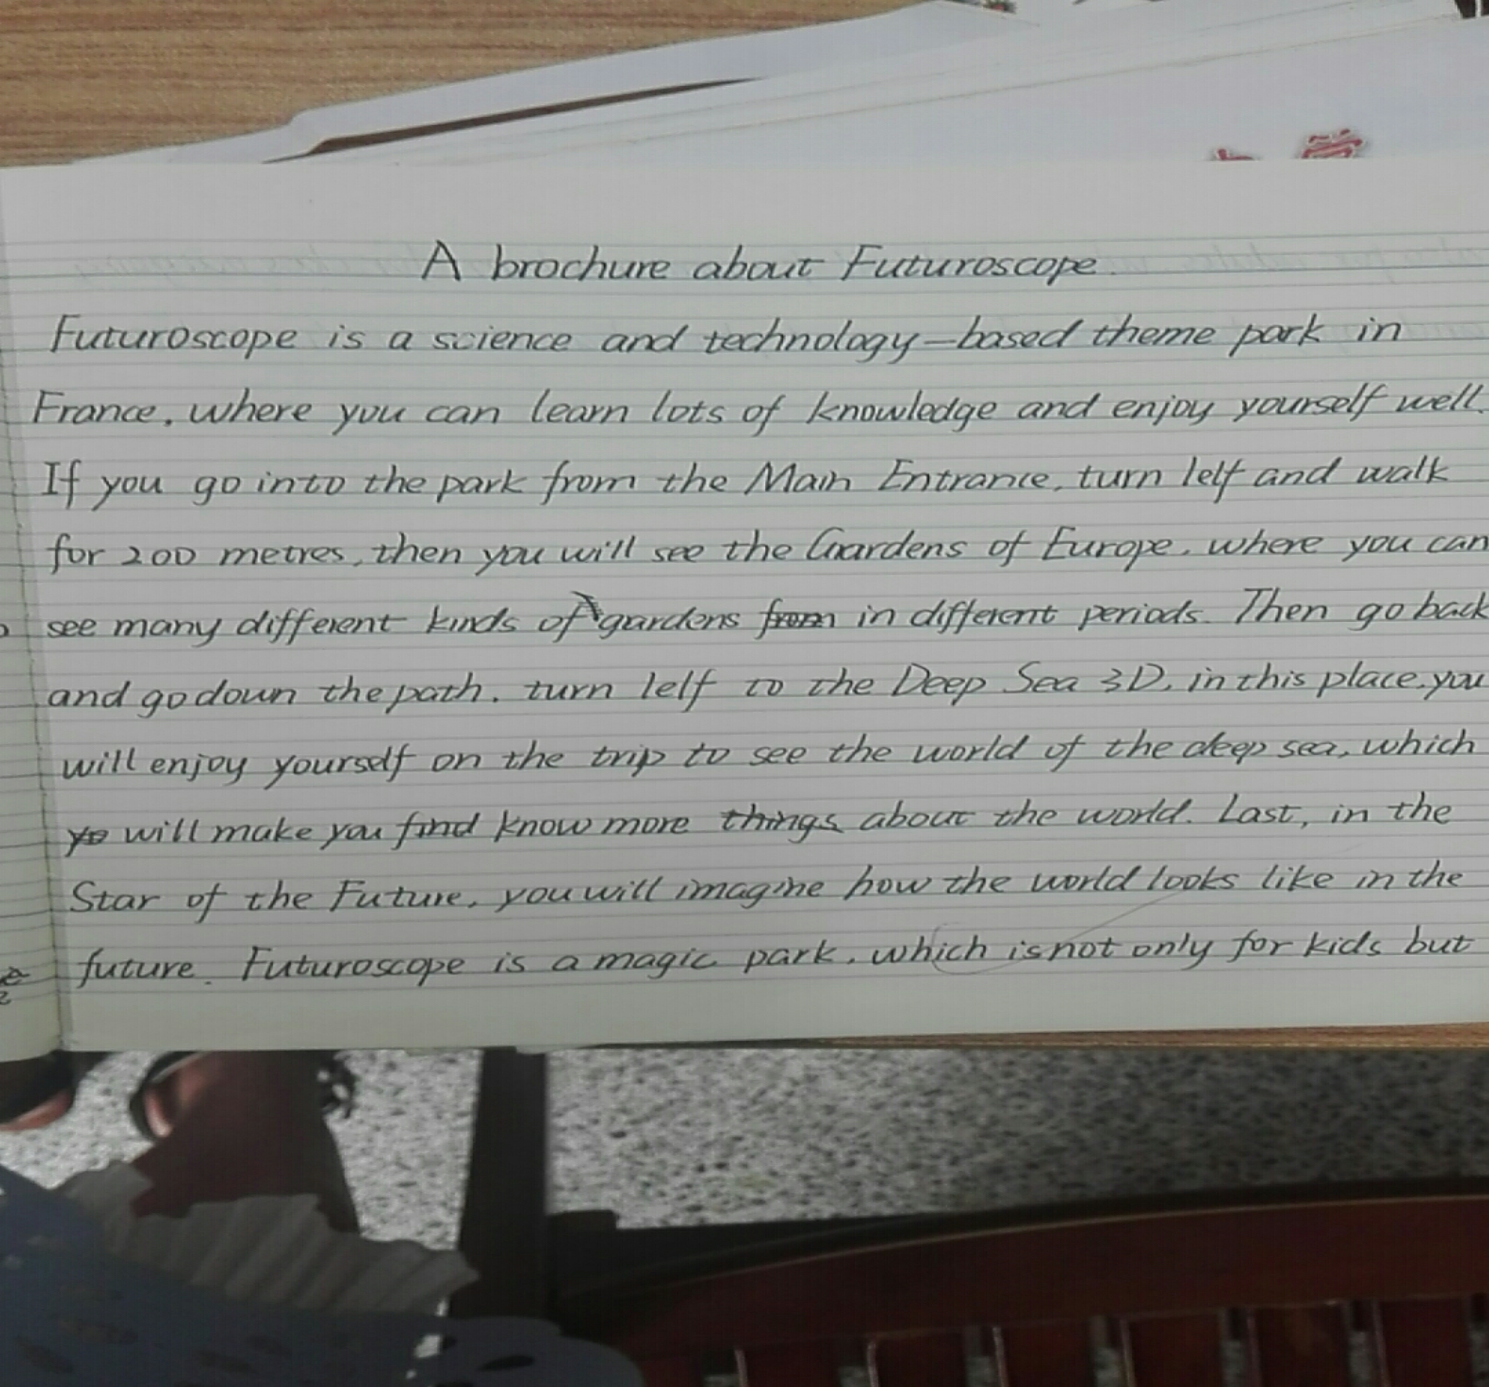 A brochure about Futuroscope.
Futuroscope is a science and technology-based theme park in
France, where you can learn lots of knowledge and enjoy yourself well.
If you go into the park from the Main Entrance, turn lelf and walk
for 200 metres, then you will see the Gardens of Europe, where you can
see many different kinds of gardens from in different periods. Then go back
and go down the path, turn lelf to the Deep Sea 3D, in this place, you
will enjoy yourself on the trip to see the world of the deep sea, which
yo will make you find know more things about the world. Last, in the
Star of the Future, you will imagine how the world looks like in the
future. Futuroscope is a magic park, which is not only for kids but